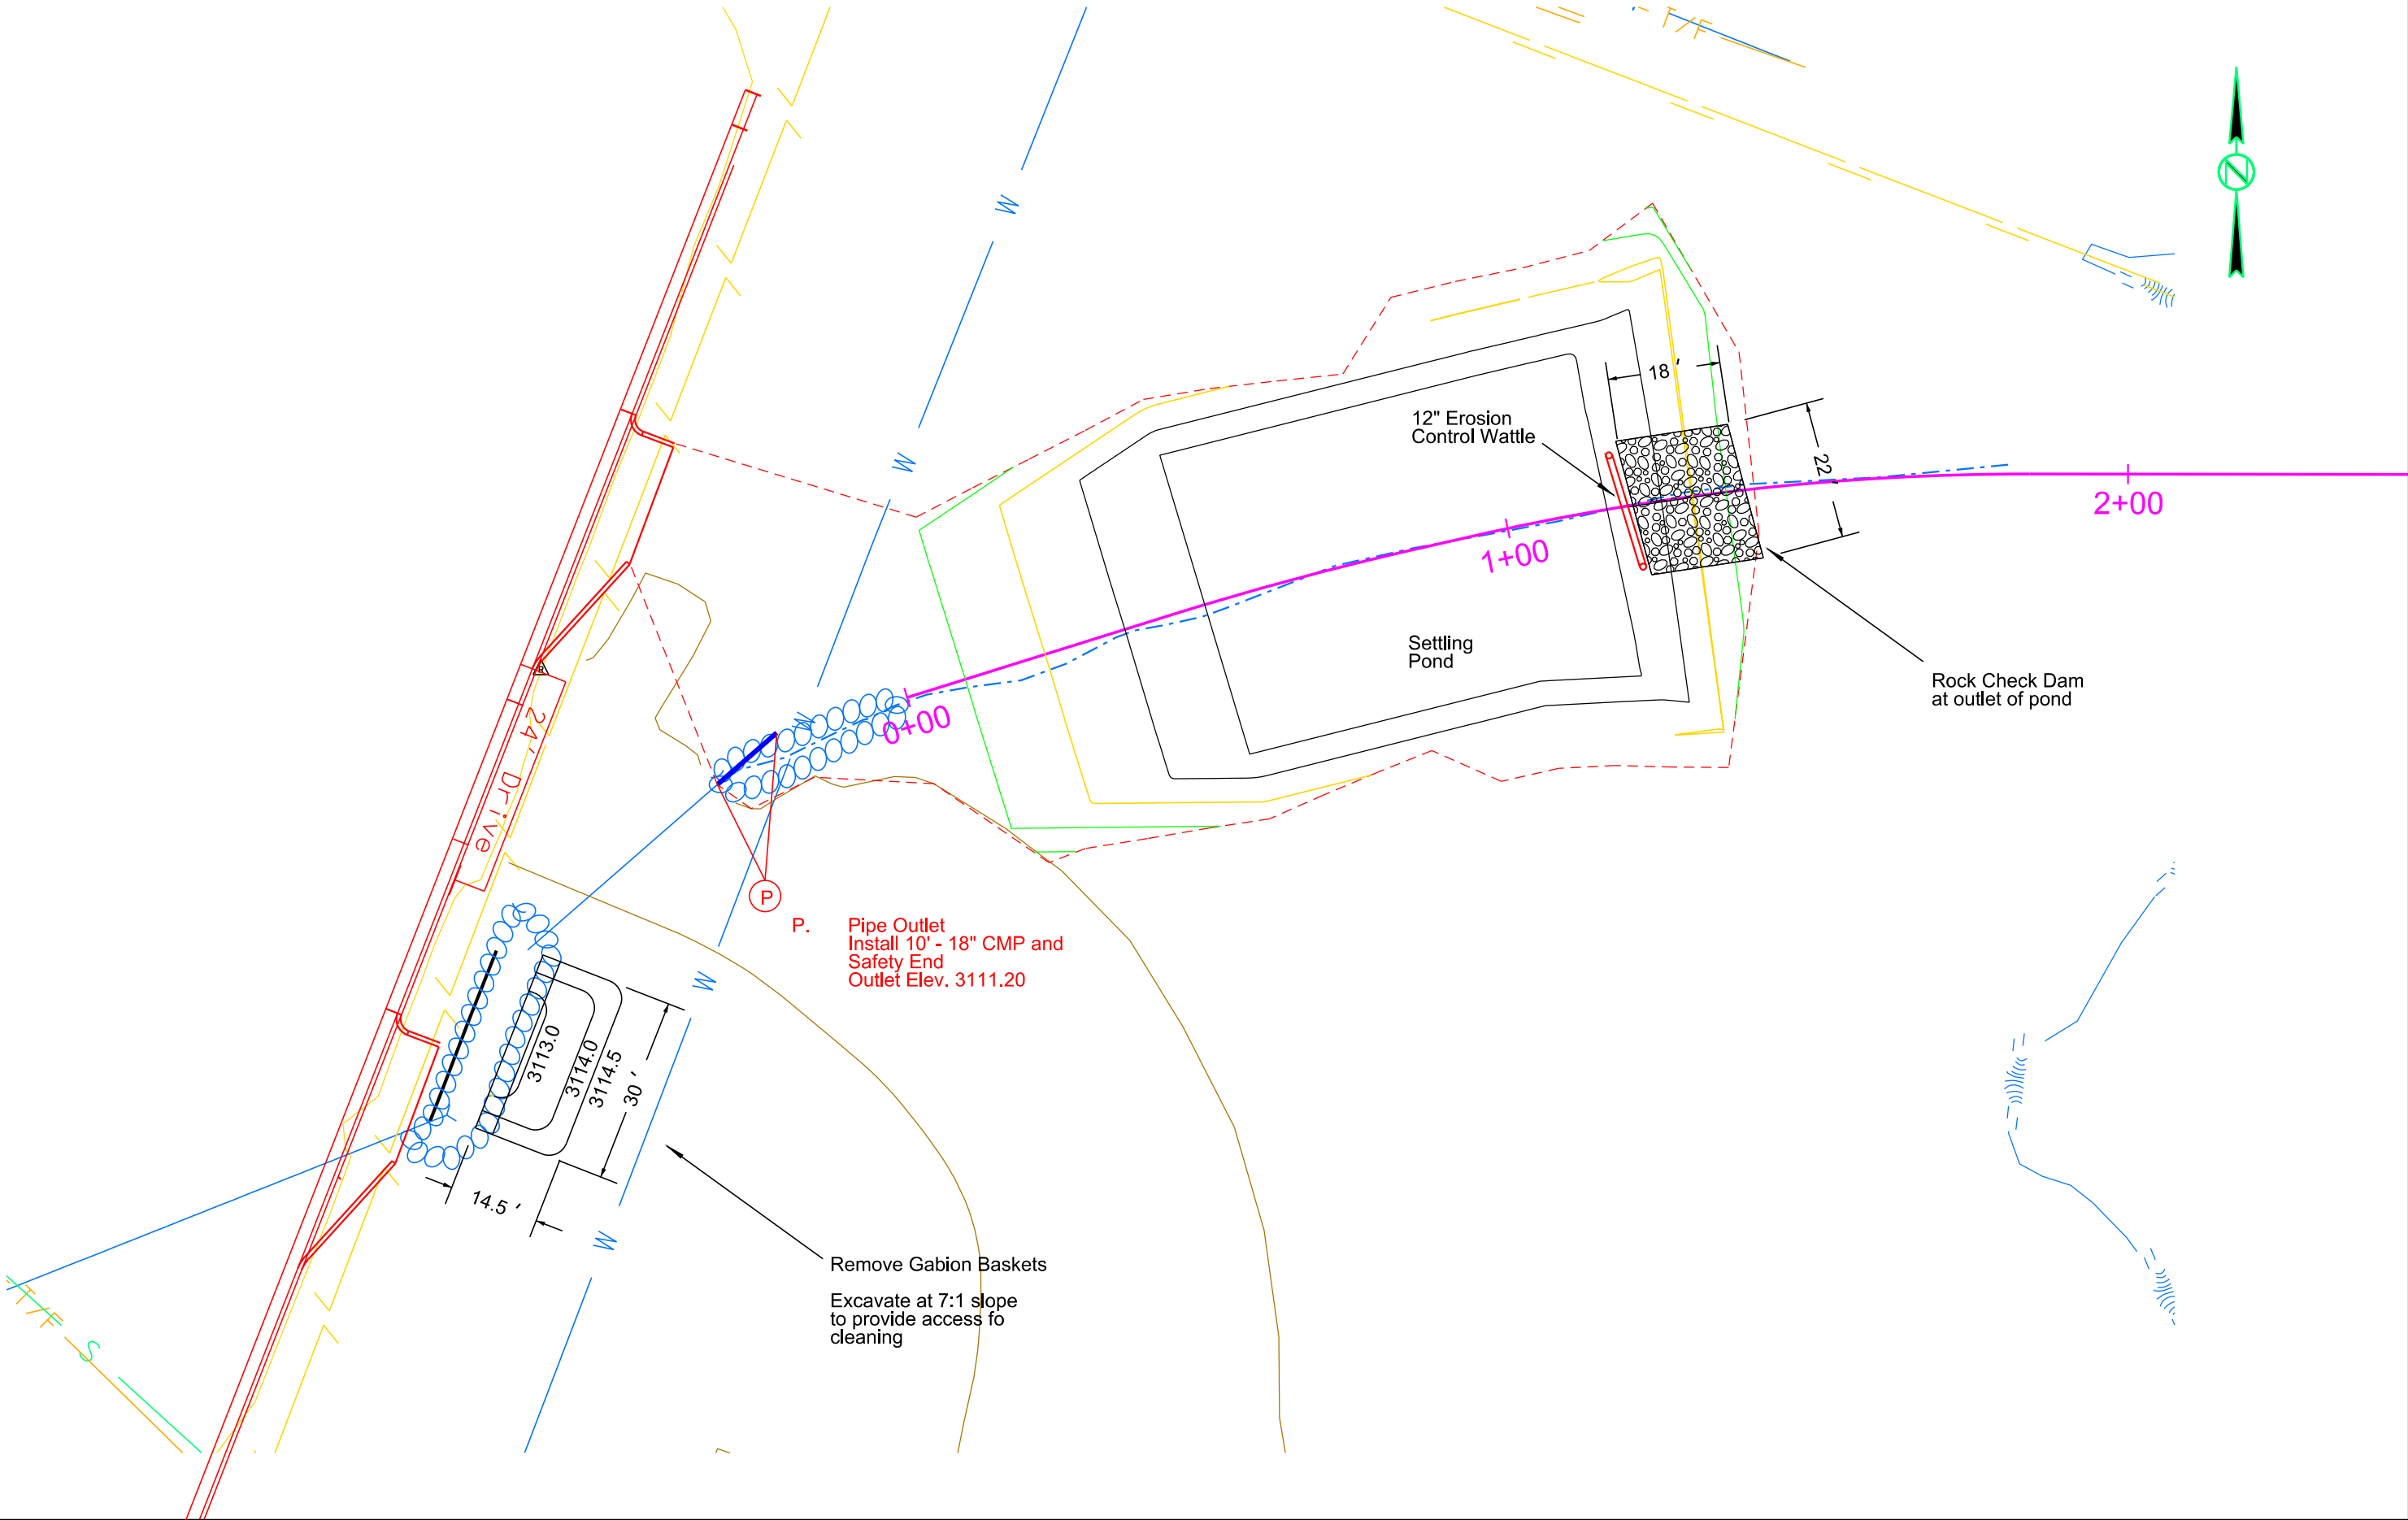 T/F
W
N
18 '
12" Erosion
Control Wattle
W
22 '
2+00
1+00
Settling
Pond
Rock Check Dam
at outlet of pond
R
24' Drive
W
0+00
P
P. Pipe Outlet
Install 10' - 18" CMP and
Safety End
Outlet Elev. 3111.20
W
3113.0
3114.0
3114.5
30 '
14.5 '
W
Remove Gabion Baskets
Excavate at 7:1 slope
to provide access fo
cleaning
T/F
S